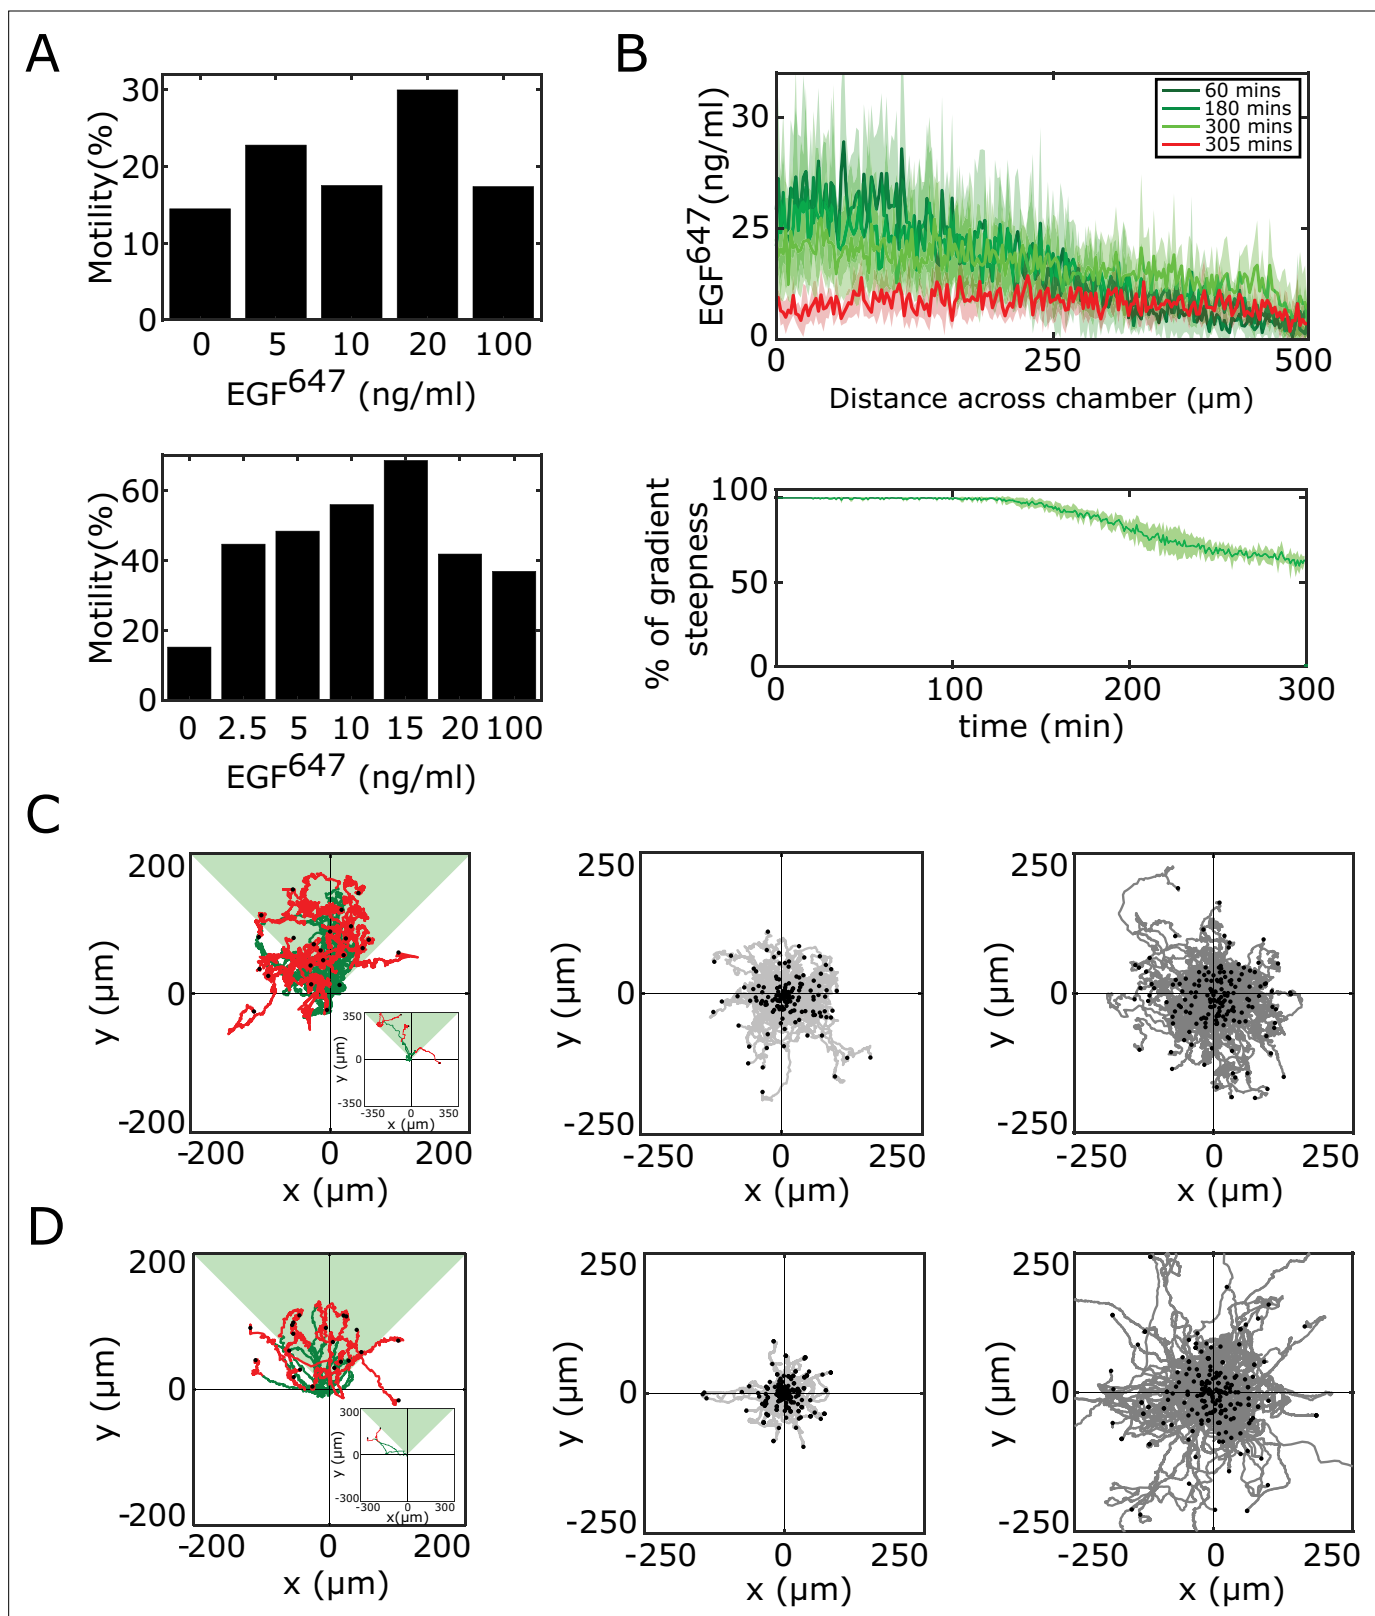 A
30
20
10
0
Motility(%)
0 5 10 20 100
EGF647 (ng/ml)
60
40
20
0
Motility(%)
0 2.5 5 10 15 20 100
EGF647 (ng/ml)
B
60 mins
180 mins
300 mins
305 mins
30
25
0
EGF647(ng/ml)
0 250 500
Distance across chamber (µm)
100
50
0
% of gradient
steepness
0 100 200 300
time (min)
C
200
0
-200
y (µm)
-200 0 200
x (µm)
350
0
-350
y (µm)
-350 0 350
x (µm)
250
0
-250
y (µm)
-250 0 250
x (µm)
250
0
-250
y (µm)
-250 0 250
x (µm)
D
200
0
-200
y (µm)
-200 0 200
x (µm)
300
0
-300
y (µm)
-300 0 300
x(µm)
250
0
-250
y (µm)
-250 0 250
x (µm)
250
0
-250
y (µm)
-250 0 250
x (µm)